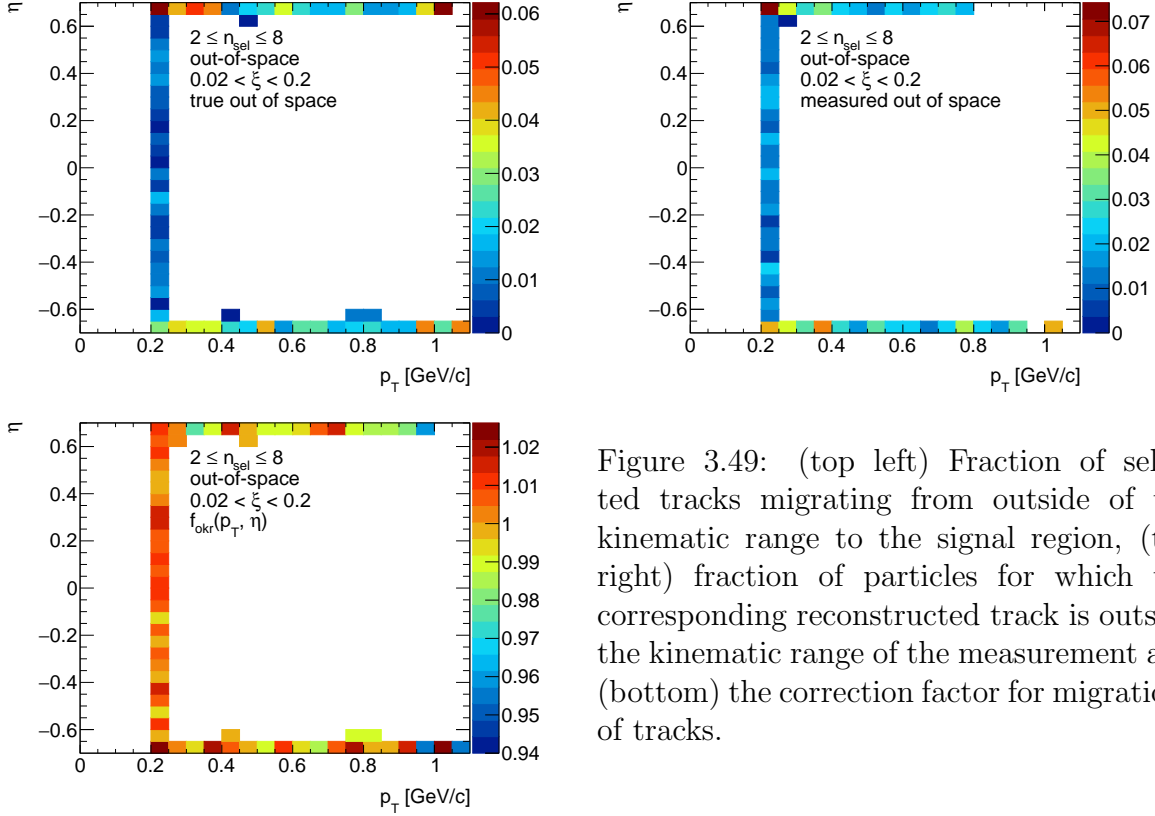 η
0.6
0.4
0.2
0
−0.2
−0.4
−0.6
0 0.2 0.4 0.6 0.8 1
p_T [GeV/c]
2 ≤ n_sel ≤ 8
out-of-space
0.02 < ξ < 0.2
true out of space
0.06
0.05
0.04
0.03
0.02
0.01
0
η
0.6
0.4
0.2
0
−0.2
−0.4
−0.6
0 0.2 0.4 0.6 0.8 1
p_T [GeV/c]
2 ≤ n_sel ≤ 8
out-of-space
0.02 < ξ < 0.2
measured out of space
0.07
0.06
0.05
0.04
0.03
0.02
0.01
0
η
0.6
0.4
0.2
0
−0.2
−0.4
−0.6
0 0.2 0.4 0.6 0.8 1
p_T [GeV/c]
2 ≤ n_sel ≤ 8
out-of-space
0.02 < ξ < 0.2
f_okr(p_T, η)
1.02
1.01
1
0.99
0.98
0.97
0.96
0.95
0.94
Figure 3.49: (top left) Fraction of sel
ted tracks migrating from outside of t
kinematic range to the signal region, (t
right) fraction of particles for which t
corresponding reconstructed track is outs
the kinematic range of the measurement a
(bottom) the correction factor for migratio
of tracks.